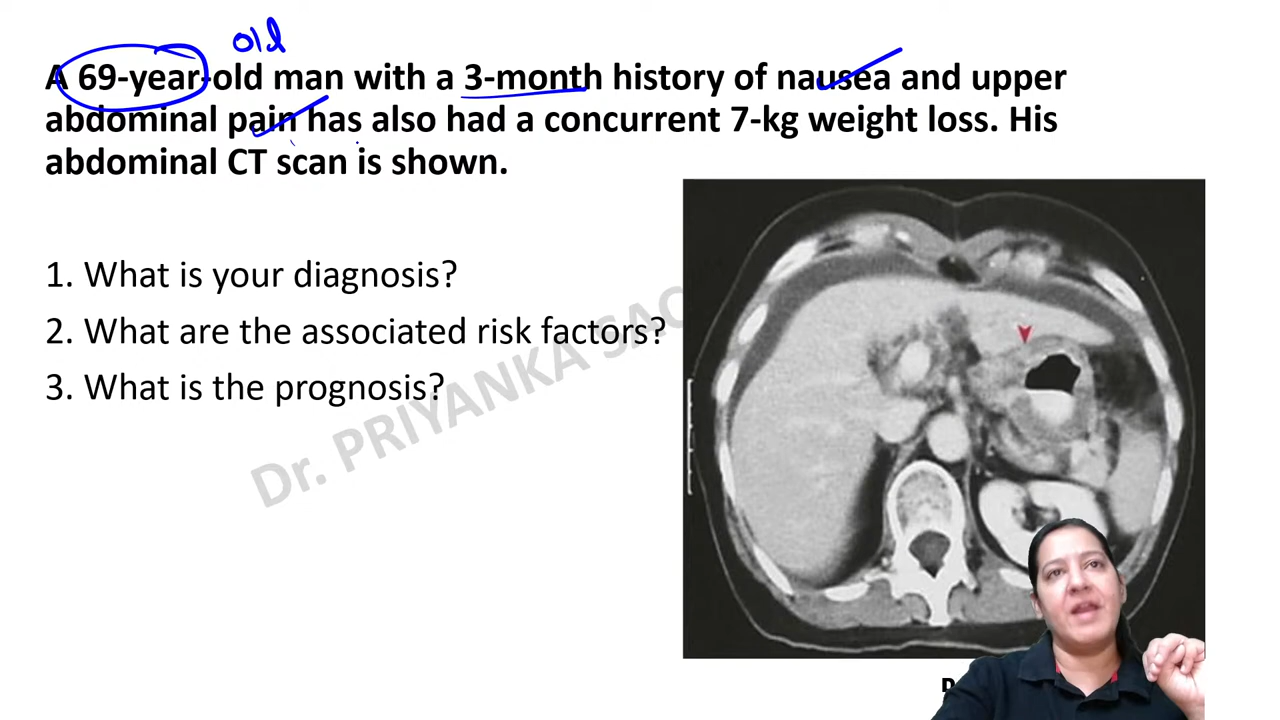 old
A 69-year-old man with a 3-month history of nausea and upper
abdominal pain has also had a concurrent 7-kg weight loss. His
abdominal CT scan is shown.
1. What is your diagnosis?
2. What are the associated risk factors?
3. What is the prognosis?
Dr. PRIYANKA SAC